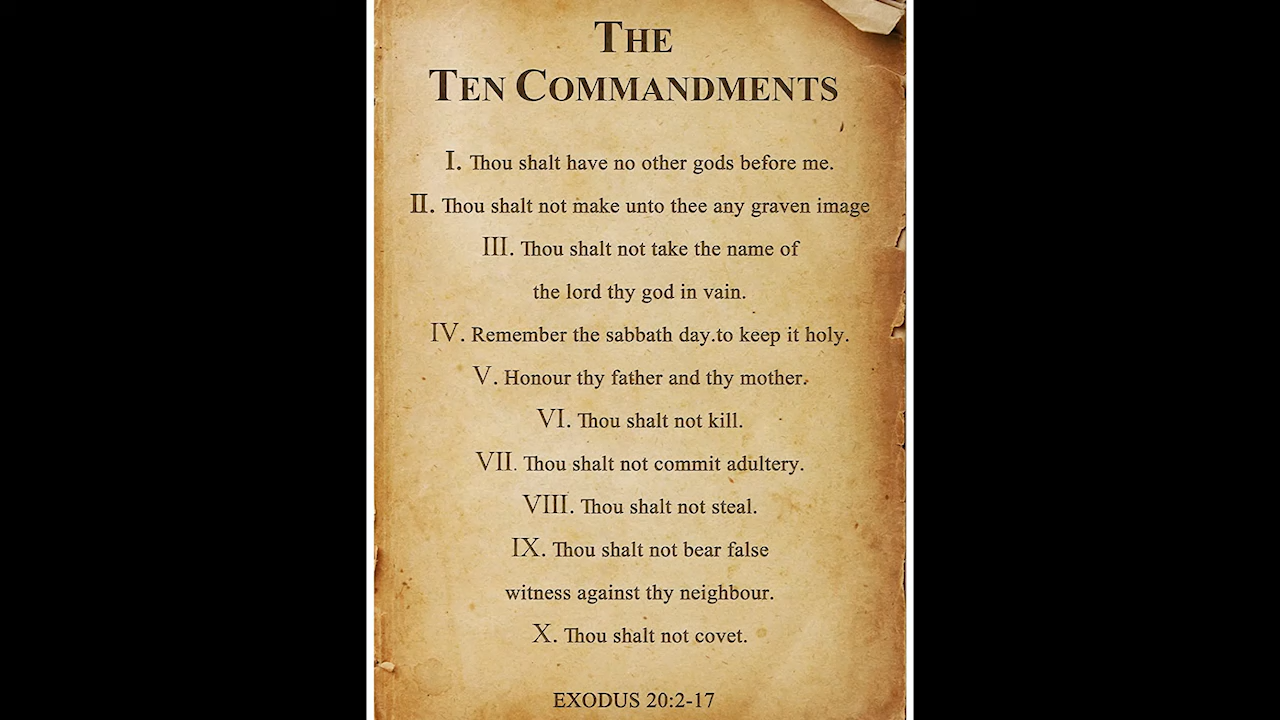 THE
TEN COMMANDMENTS
I. Thou shalt have no other gods before me.
II. Thou shalt not make unto thee any graven image
III. Thou shalt not take the name of
the lord thy god in vain.
IV. Remember the sabbath day.to keep it holy.
V. Honour thy father and thy mother.
VI. Thou shalt not kill.
VII. Thou shalt not commit adultery.
VIII. Thou shalt not steal.
IX. Thou shalt not bear false
witness against thy neighbour.
X. Thou shalt not covet.
EXODUS 20:2-17